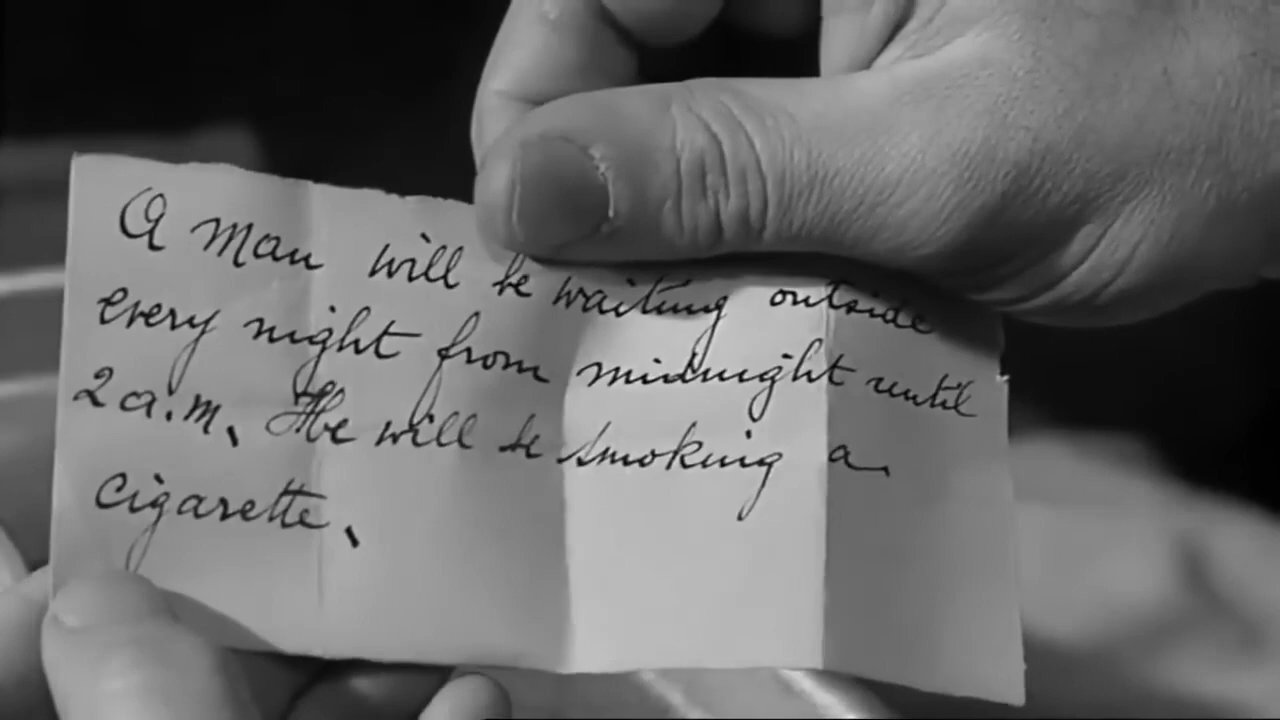 A Man will be waiting outside
every night from midnight until
2 a.m. He will be smoking a
cigarette.